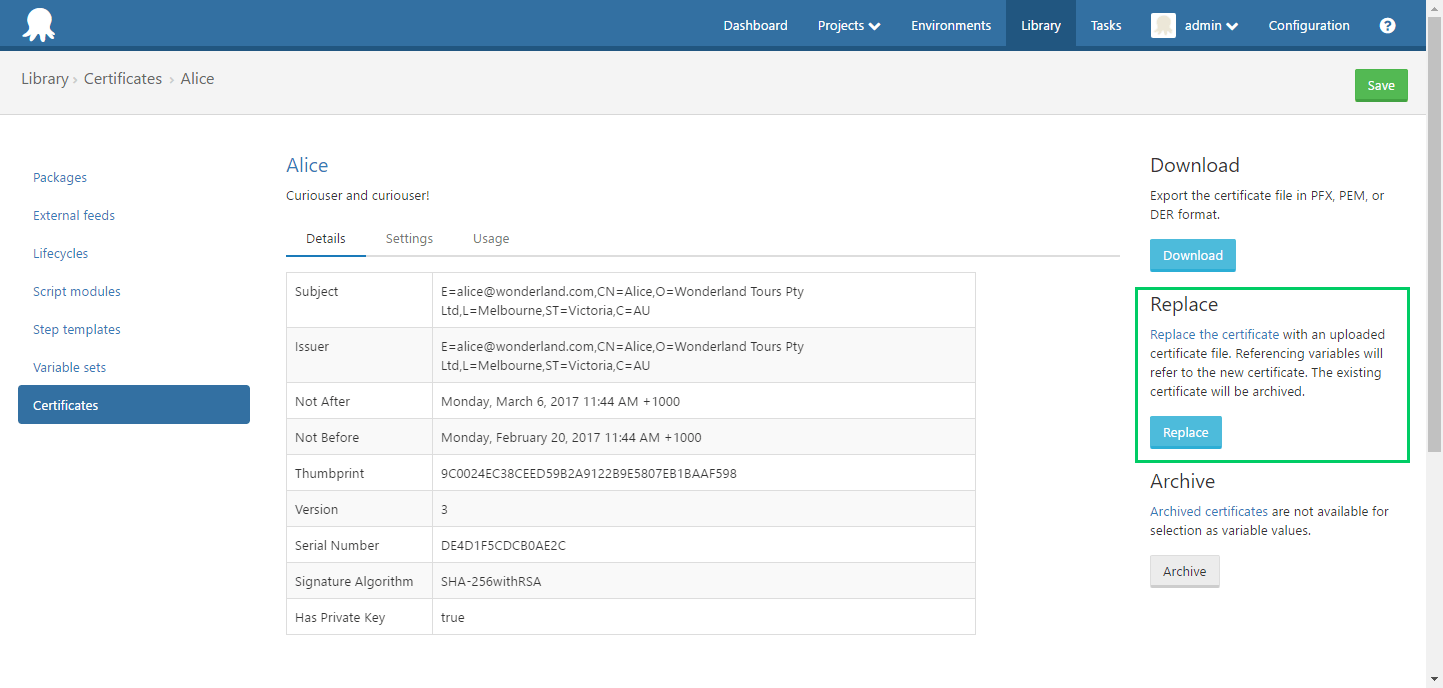 Dashboard Projects Environments Library Tasks admin Configuration ?
Library › Certificates › Alice
Save
Packages
External feeds
Lifecycles
Script modules
Step templates
Variable sets
Certificates
Alice
Curiouser and curiouser!
Details Settings Usage
Subject E=alice@wonderland.com,CN=Alice,O=Wonderland Tours Pty
Ltd,L=Melbourne,ST=Victoria,C=AU
Issuer E=alice@wonderland.com,CN=Alice,O=Wonderland Tours Pty
Ltd,L=Melbourne,ST=Victoria,C=AU
Not After Monday, March 6, 2017 11:44 AM +1000
Not Before Monday, February 20, 2017 11:44 AM +1000
Thumbprint 9C0024EC38CEED59B2A9122B9E5807EB1BAAF598
Version 3
Serial Number DE4D1F5CDCB0AE2C
Signature Algorithm SHA-256withRSA
Has Private Key true
Download
Export the certificate file in PFX, PEM, or
DER format.
Download
Replace
Replace the certificate with an uploaded
certificate file. Referencing variables will
refer to the new certificate. The existing
certificate will be archived.
Replace
Archive
Archived certificates are not available for
selection as variable values.
Archive